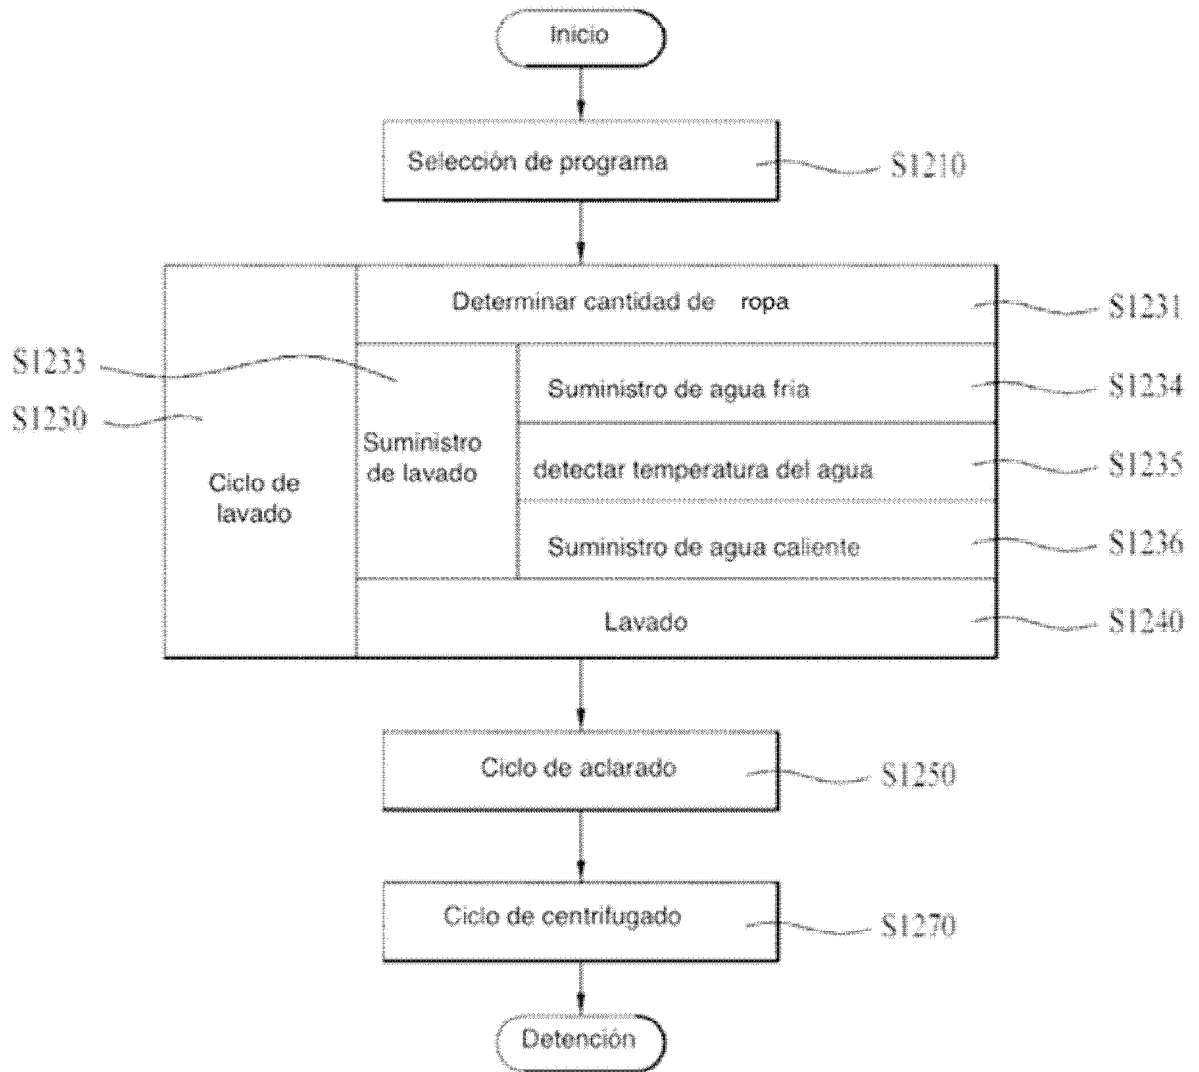 Inicio
Selección de programa
S1210
Determinar cantidad de ropa
S1231
S1233
S1230
Ciclo de
lavado
Suministro
de lavado
Suministro de agua fria
S1234
detectar temperatura del agua
S1235
Suministro de agua caliente
S1236
Lavado
S1240
Ciclo de aclarado
S1250
Ciclo de centrifugado
S1270
Detención